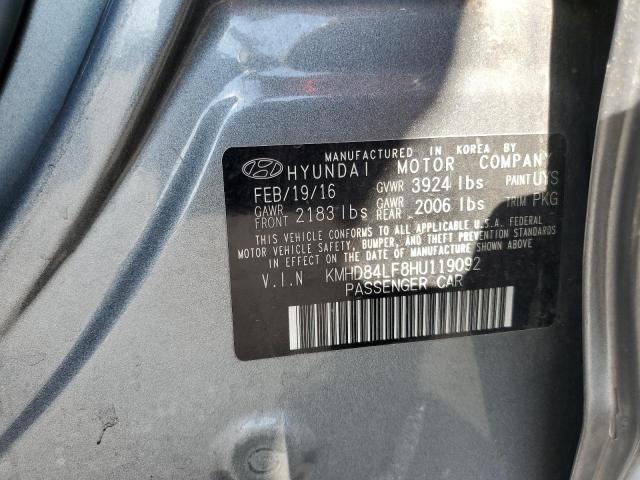 MANUFACTURED IN KOREA BY
HYUNDAI MOTOR COMPANY
FEB/19/16 GVWR 3924 lbs PAINT UYS
GAWR FRONT 2183 lbs GAWR REAR 2006 lbs TRIM PKG
THIS VEHICLE CONFORMS TO ALL APPLICABLE U.S.A. FEDERAL
MOTOR VEHICLE SAFETY, BUMPER, AND THEFT PREVENTION STANDARDS
IN EFFECT ON THE DATE OF MANUFACTURE SHOWN ABOVE.
V.I.N KMHD84LF8HU119092
PASSENGER CAR